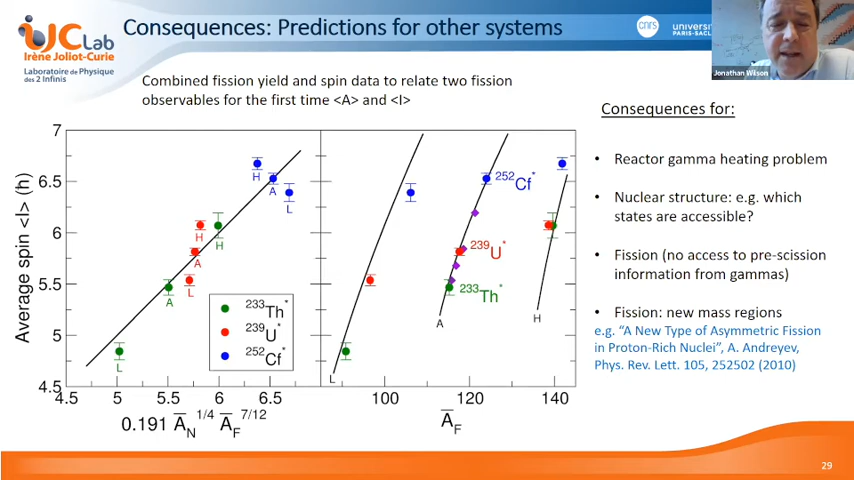 Consequences: Predictions for other systems
IJCLab
Irène Joliot-Curie
Laboratoire de Physique
des 2 Infinis
cnrs
université
PARIS-SACLAY
Jonathan Wilson
Combined fission yield and spin data to relate two fission
observables for the first time <A> and <I>
Consequences for:
• Reactor gamma heating problem
• Nuclear structure: e.g. which
states are accessible?
• Fission (no access to pre-scission
information from gammas)
• Fission: new mass regions
e.g. “A New Type of Asymmetric Fission
in Proton-Rich Nuclei”, A. Andreyev,
Phys. Rev. Lett. 105, 252502 (2010)
Average spin <I> (ħ)
7
6.5
6
5.5
5
4.5
H
A
L
H
H
A
L
A
L
²³³Th*
²³⁹U*
²⁵²Cf*
4.5 5 5.5 6 6.5
0.191 A̅_N^1/4 A̅_F^7/12
²⁵²Cf*
²³⁹U*
²³³Th*
L
A
H
100 120 140
A̅_F
29